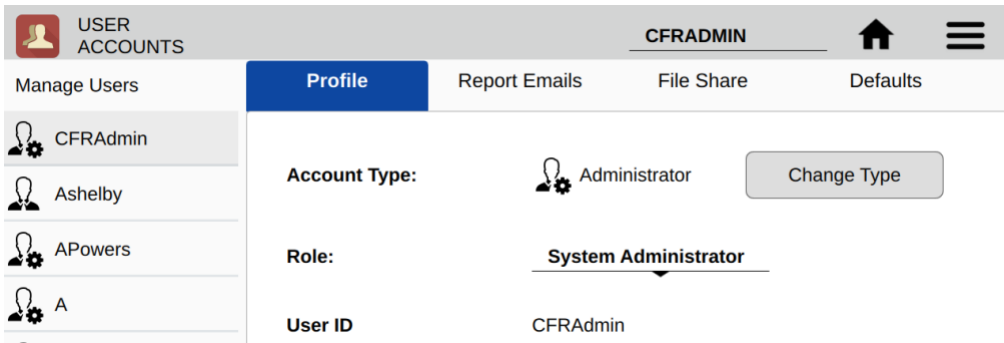 USER
ACCOUNTS
CFRADMIN
Manage Users
Profile
Report Emails
File Share
Defaults
CFRAdmin
Ashelby
APowers
A
Account Type:
Administrator
Change Type
Role:
System Administrator
User ID
CFRAdmin